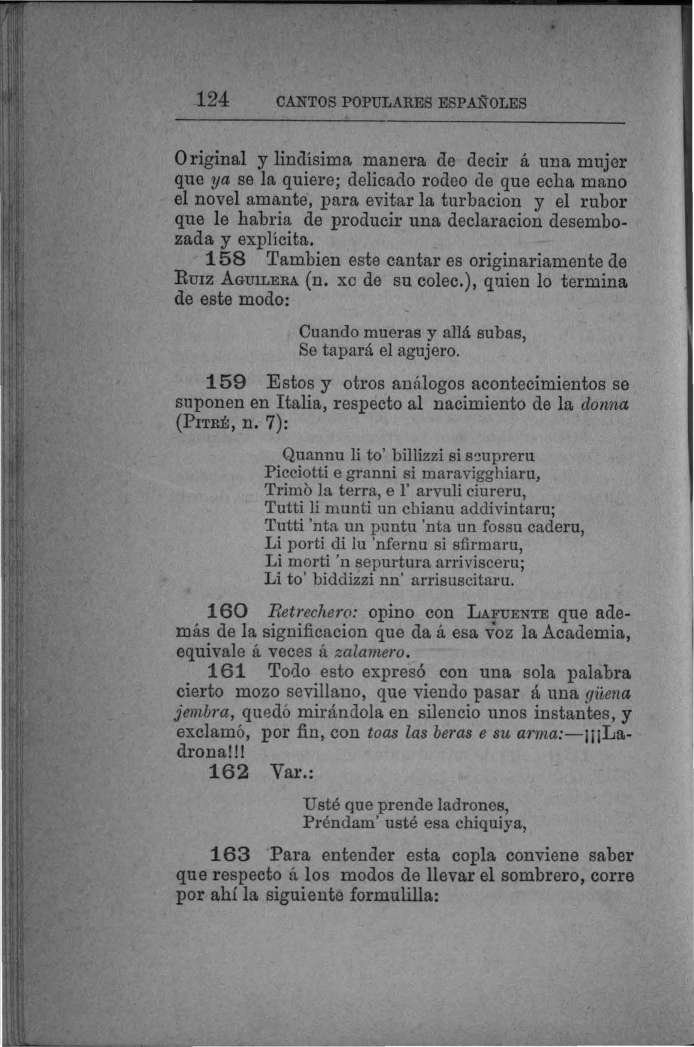 124 CANTOS POPULARES ESPAÑOLES
Original y lindísima manera de decir á una mujer
que ya se la quiere; delicado rodeo de que echa mano
el novel amante, para evitar la turbacion y el rubor
que le habria de producir una declaracion desembo-
zada y explícita.
158 Tambien este cantar es originariamente de
RUIZ AGUILERA (n. XC de su colec.), quien lo termina
de este modo:
Cuando mueras y allá subas,
Se tapará el agujero.
159 Estos y otros análogos acontecimientos se
suponen en Italia, respecto al nacimiento de la donna
(PITRÉ, n. 7):
Quannu li to' billizzi si scupreru
Picciotti e granni si maravigghiaru,
Trimò la terra, e l' arvuli ciureru,
Tutti li munti un chianu addivintaru;
Tutti 'nta un puntu 'nta un fossu caderu,
Li porti di lu 'nfernu si sfirmaru,
Li morti 'n sepurtura arrivisceru;
Li to' biddizzi nn' arrisuscitaru.
160 Retrechero: opino con LAFUENTE que ade-
más de la significacion que da á esa voz la Academia,
equivale á veces á zalamero.
161 Todo esto expresó con una sola palabra
cierto mozo sevillano, que viendo pasar á una güena
jembra, quedó mirándola en silencio unos instantes, y
exclamó, por fin, con toas las beras e su arma:—¡¡¡La-
drona!!!
162 Var.:
Usté que prende ladrones,
Préndam' usté esa chiquiya,
163 Para entender esta copla conviene saber
que respecto á los modos de llevar el sombrero, corre
por ahí la siguiente formulilla: